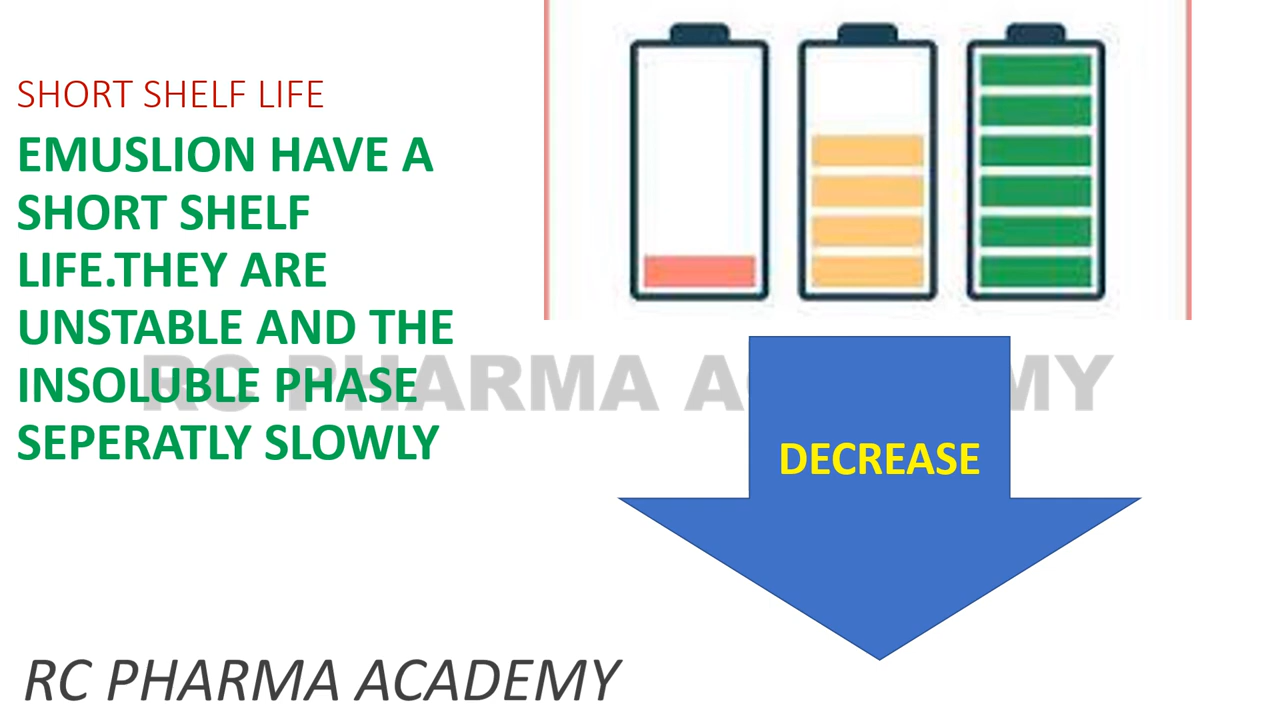 SHORT SHELF LIFE
EMUSLION HAVE A
SHORT SHELF
LIFE.THEY ARE
UNSTABLE AND THE
INSOLUBLE PHASE
SEPERATLY SLOWLY
RC PHARMA ACADEMY
DECREASE
RC PHARMA ACADEMY